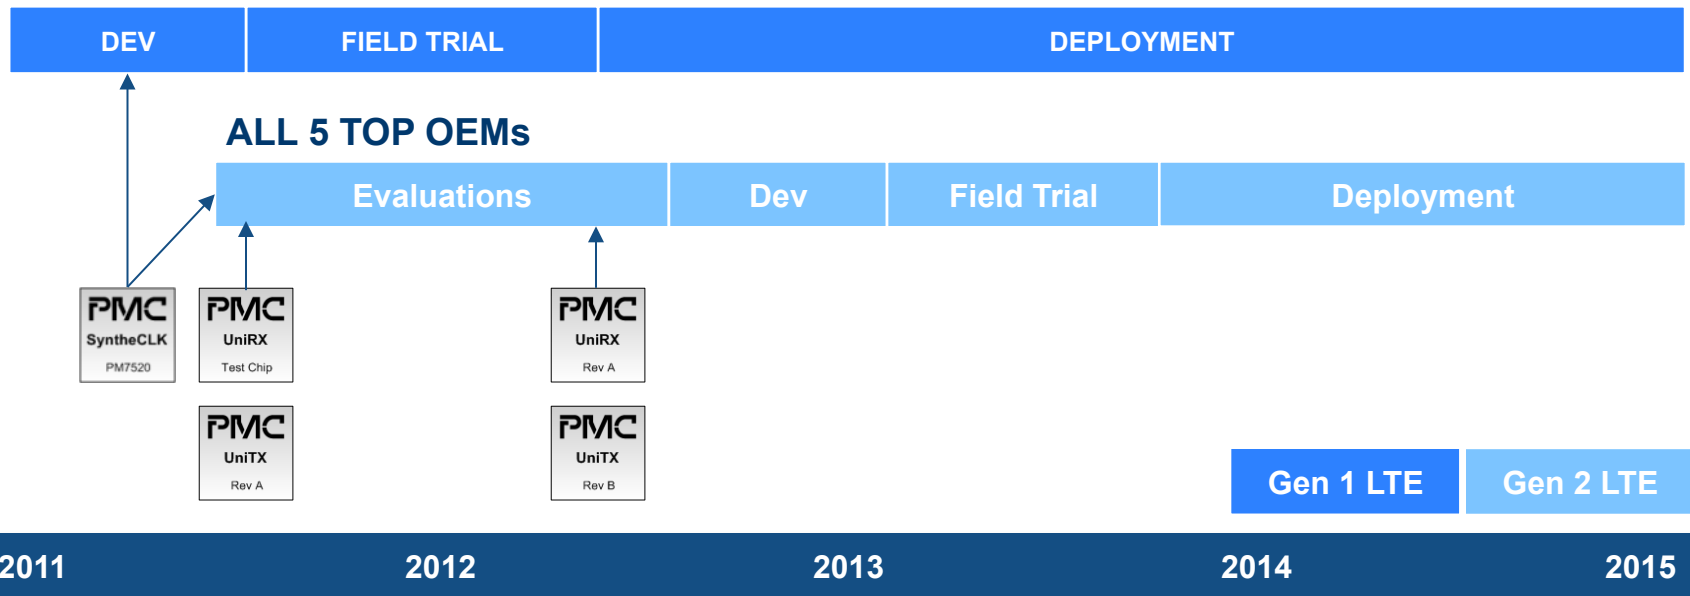 DEV FIELD TRIAL DEPLOYMENT
ALL 5 TOP OEMs
Evaluations Dev Field Trial Deployment
PMC
SyntheCLK
PM7520
PMC
UniRX
Test Chip
PMC
UniRX
Rev A
PMC
UniTX
Rev A
PMC
UniTX
Rev B
Gen 1 LTE Gen 2 LTE
2011 2012 2013 2014 2015